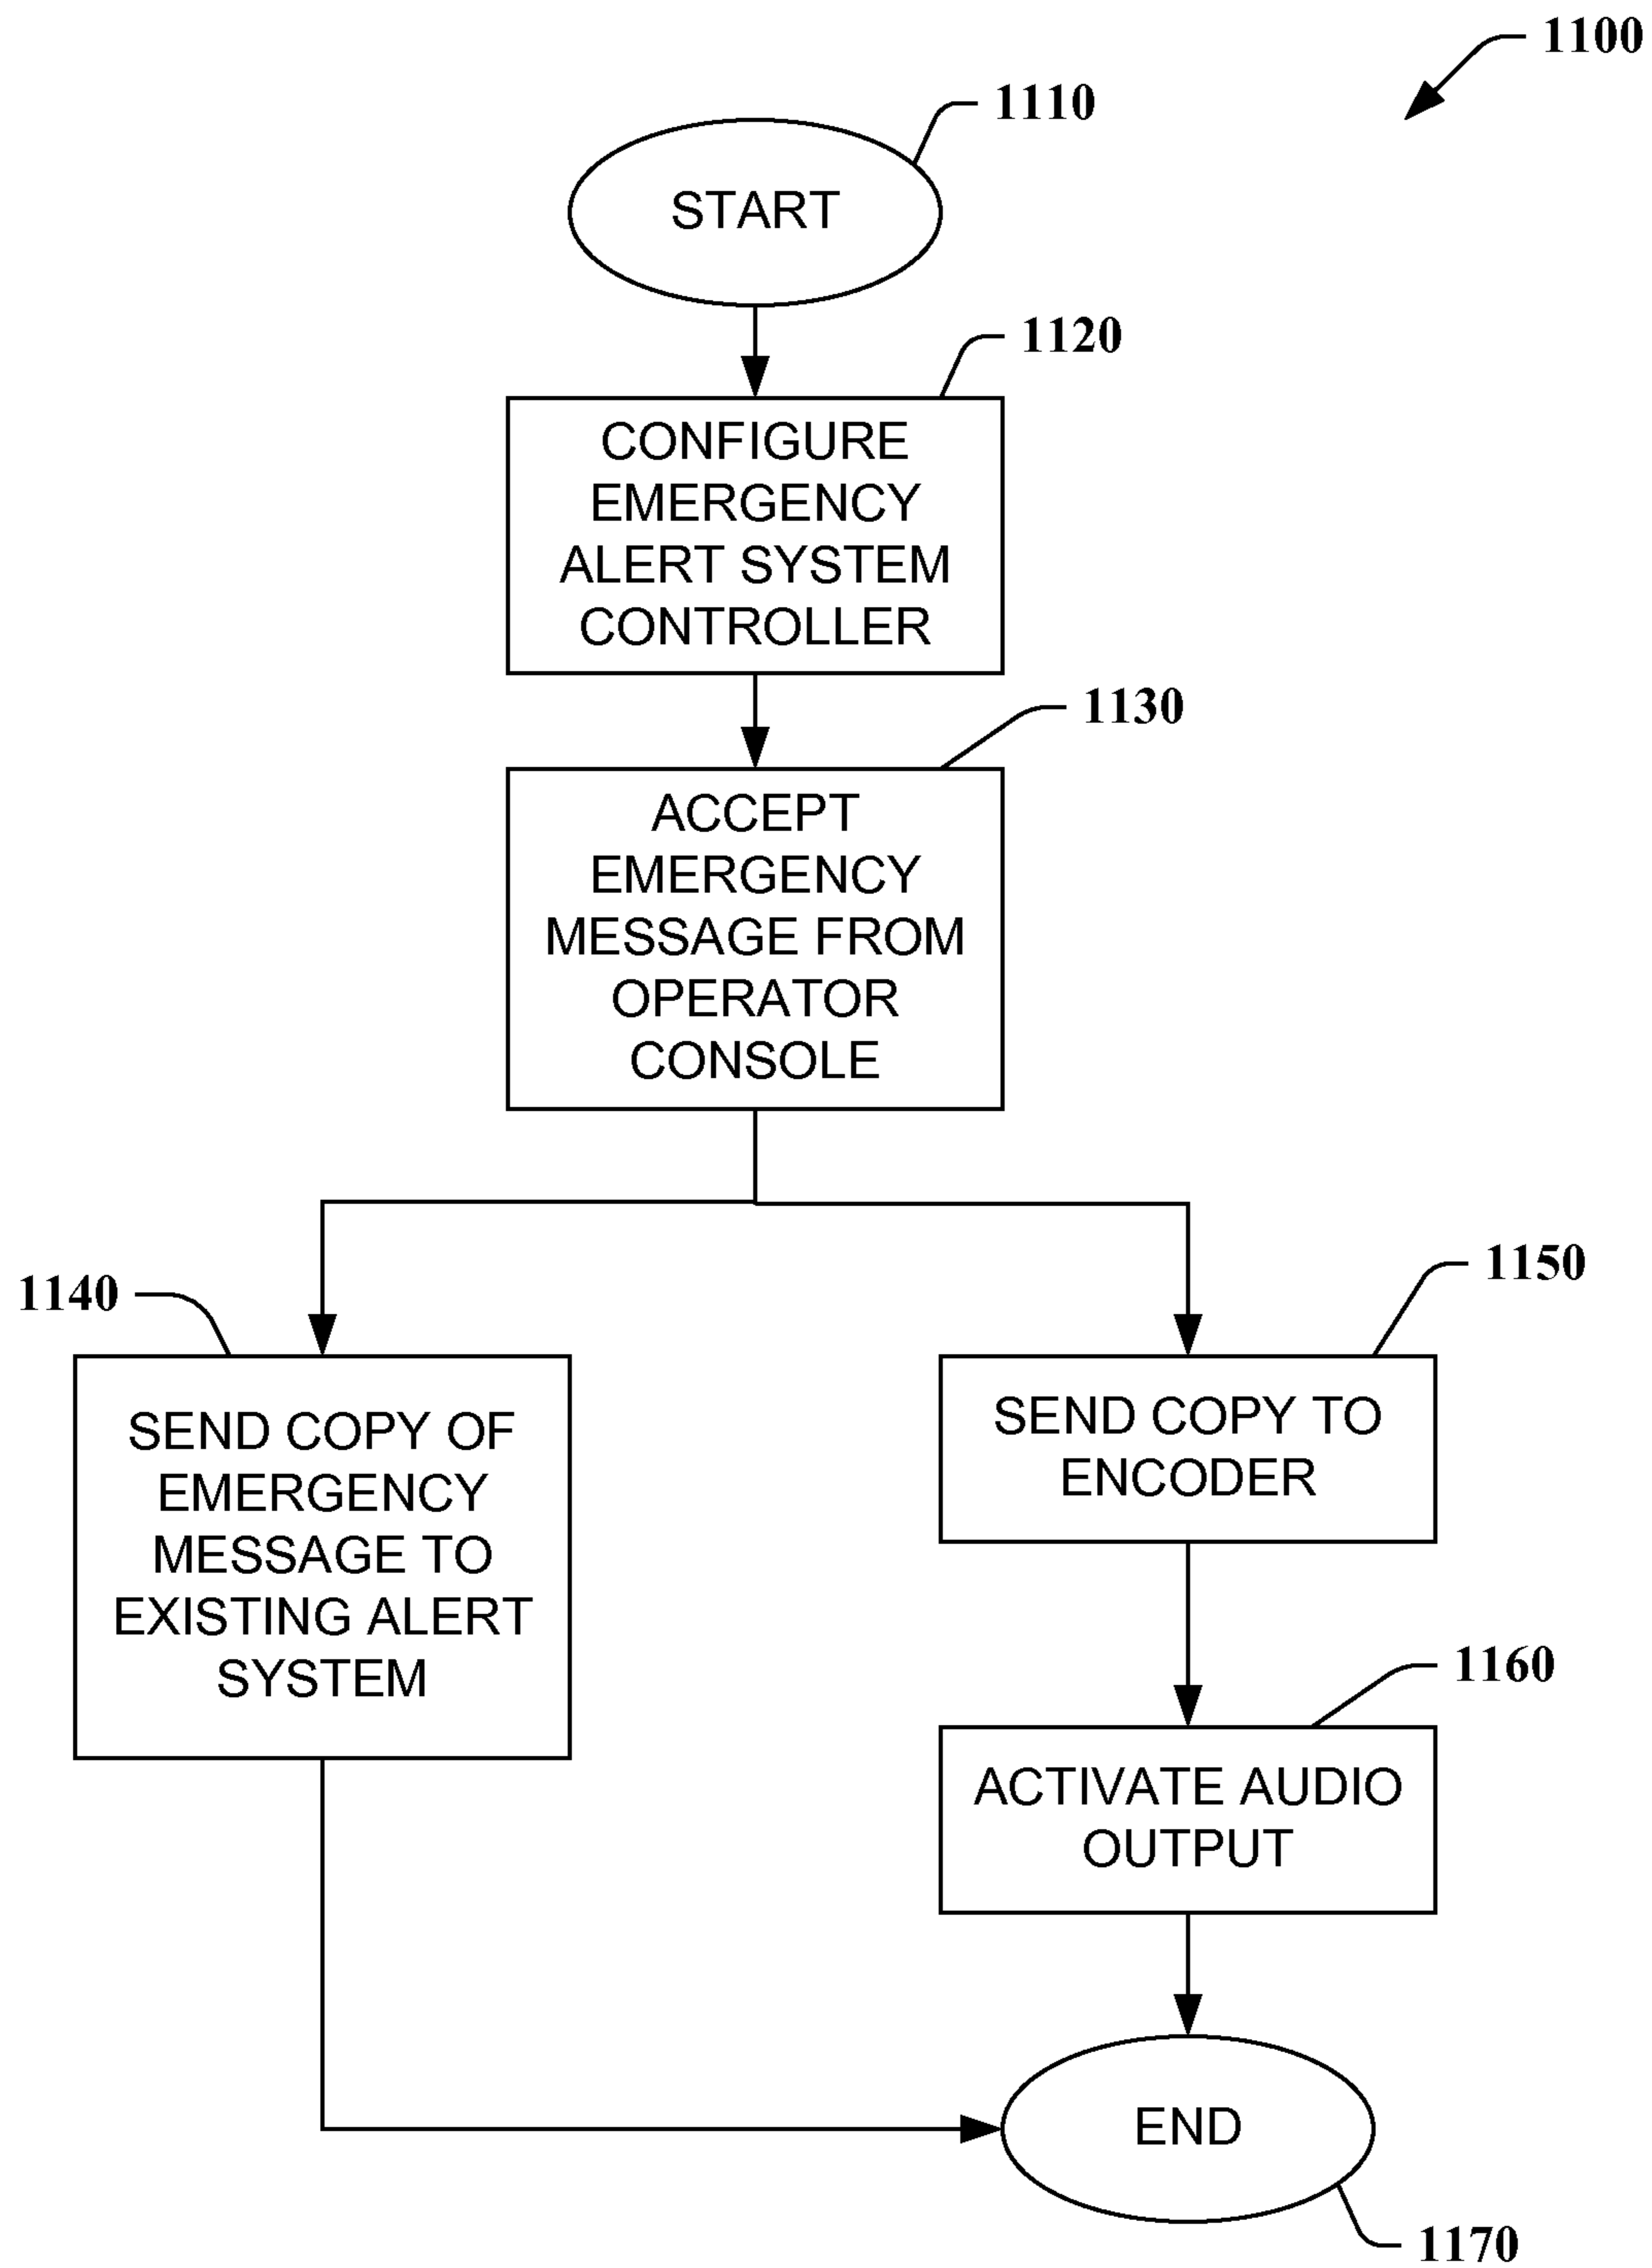 1100
1110
START
1120
CONFIGURE
EMERGENCY
ALERT SYSTEM
CONTROLLER
1130
ACCEPT
EMERGENCY
MESSAGE FROM
OPERATOR
CONSOLE
1140
SEND COPY OF
EMERGENCY
MESSAGE TO
EXISTING ALERT
SYSTEM
1150
SEND COPY TO
ENCODER
1160
ACTIVATE AUDIO
OUTPUT
END
1170